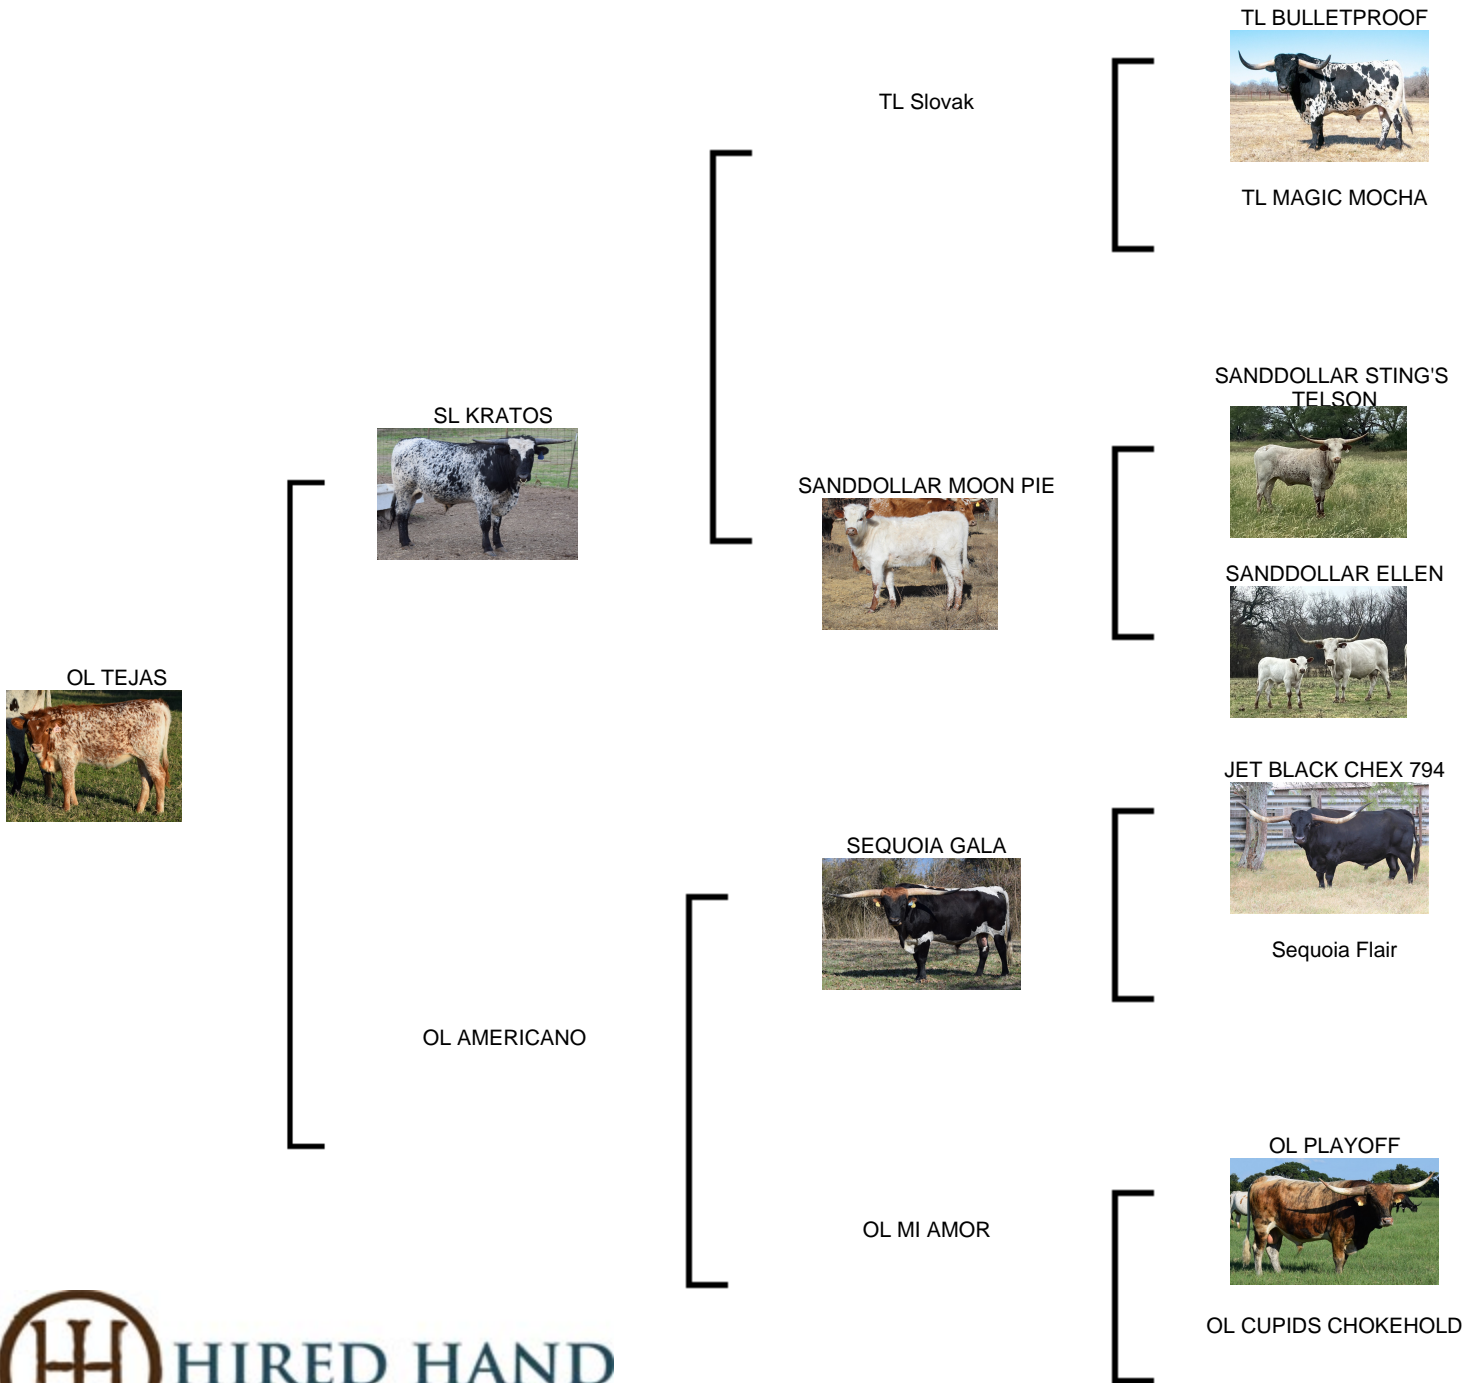 TL BULLETPROOF
TL Slovak
TL MAGIC MOCHA
SANDDOLLAR STING'S
TELSON
SL KRATOS
SANDDOLLAR MOON PIE
SANDDOLLAR ELLEN
OL TEJAS
JET BLACK CHEX 794
SEQUOIA GALA
Sequoia Flair
OL AMERICANO
OL PLAYOFF
OL MI AMOR
OL CUPIDS CHOKEHOLD
HIRED HAND